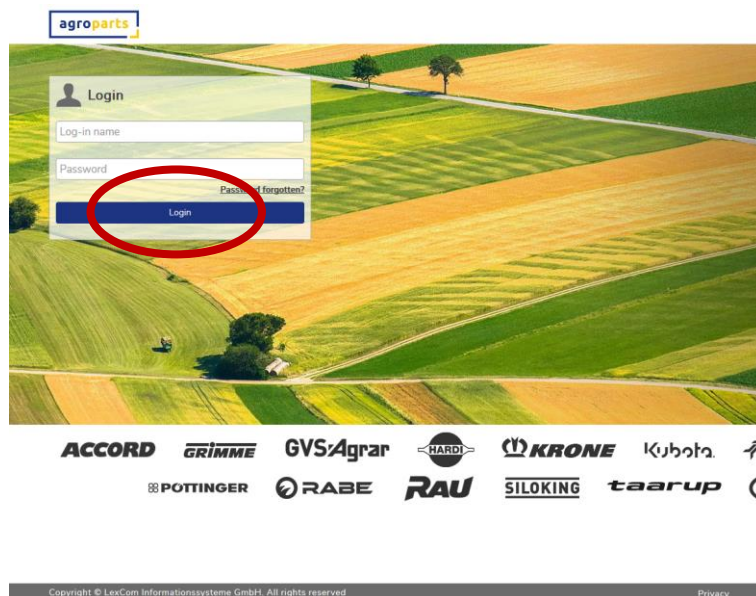 agroparts
Login
Log-in name
Password
Password forgotten?
Login
ACCORD GRIMME GVS Agrar HARDI KRONE Kubota
PÖTTINGER RABE RAU SILOKING taarup
Copyright © LexCom Informationssysteme GmbH. All rights reserved Privacy